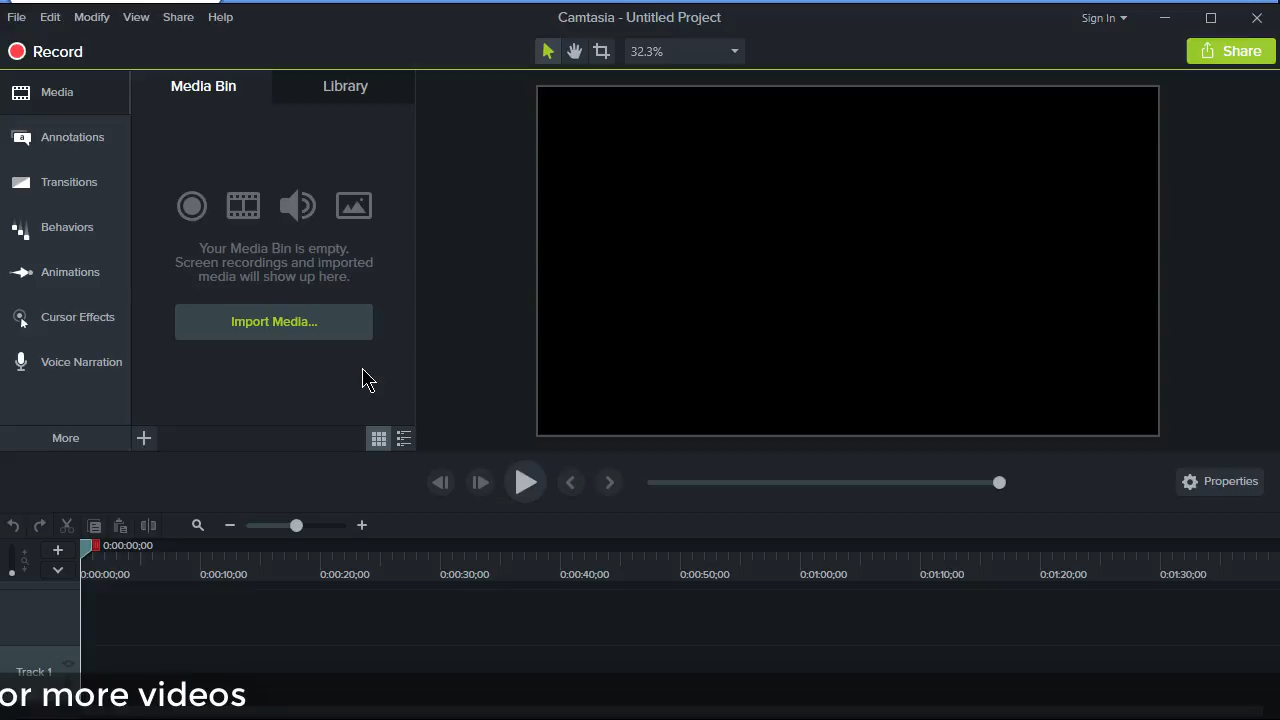 File Edit Modify View Share Help
Camtasia - Untitled Project
Sign In
Record
32.3%
Share
Media
Annotations
Transitions
Behaviors
Animations
Cursor Effects
Voice Narration
More
Media Bin
Library
Your Media Bin is empty.
Screen recordings and imported
media will show up here.
Import Media...
Properties
0:00:00;00
0:00:00;00 0:00:10;00 0:00:20;00 0:00:30;00 0:00:40;00 0:00:50;00 0:01:00;00 0:01:10;00 0:01:20;00 0:01:30;00
Track 1
or more videos